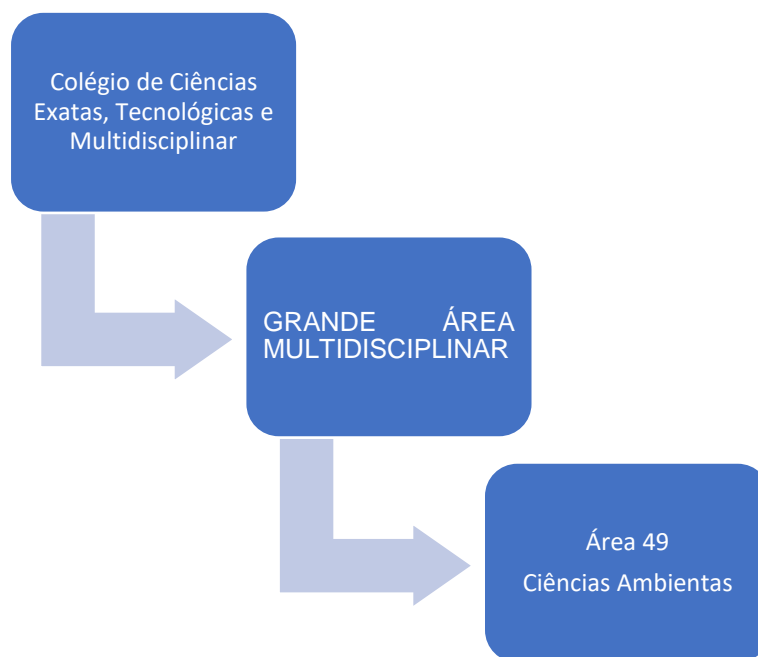 Colégio de Ciências
Exatas, Tecnológicas e
Multidisciplinar
GRANDE ÁREA
MULTIDISCIPLINAR
Área 49
Ciências Ambientas